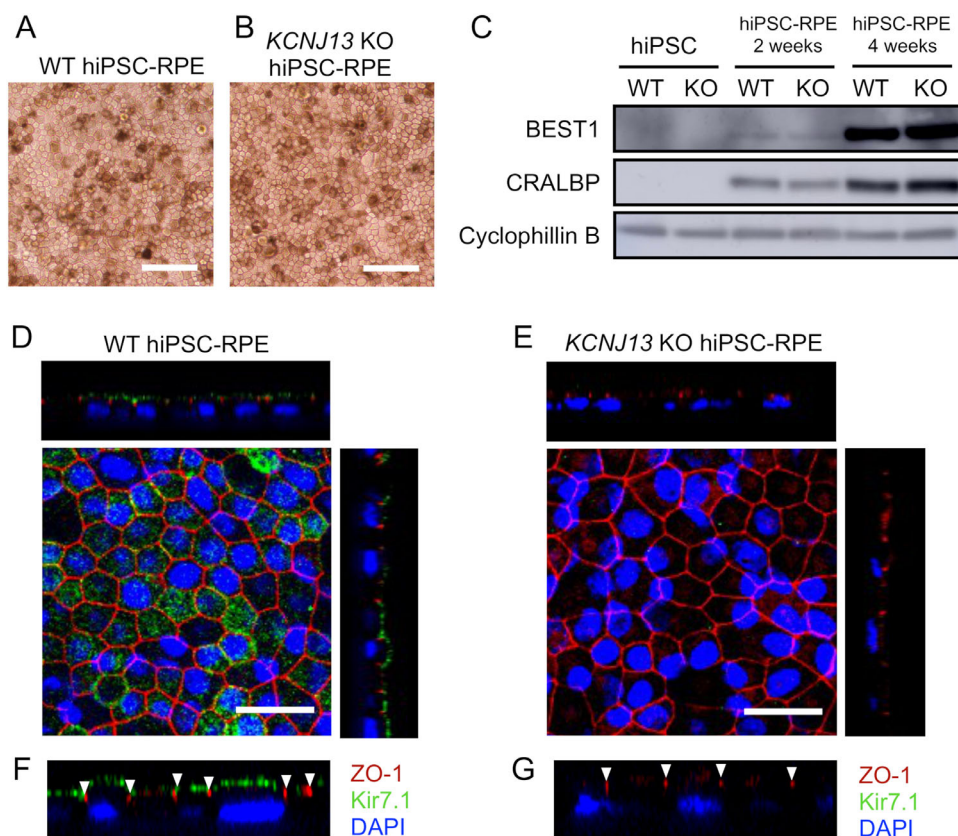 A
WT hiPSC-RPE
B
KCNJ13 KO
hiPSC-RPE
C
hiPSC
hiPSC-RPE
2 weeks
hiPSC-RPE
4 weeks
WT KO WT KO WT KO
BEST1
CRALBP
Cyclophillin B
D
WT hiPSC-RPE
E
KCNJ13 KO hiPSC-RPE
F
ZO-1
Kir7.1
DAPI
G
ZO-1
Kir7.1
DAPI